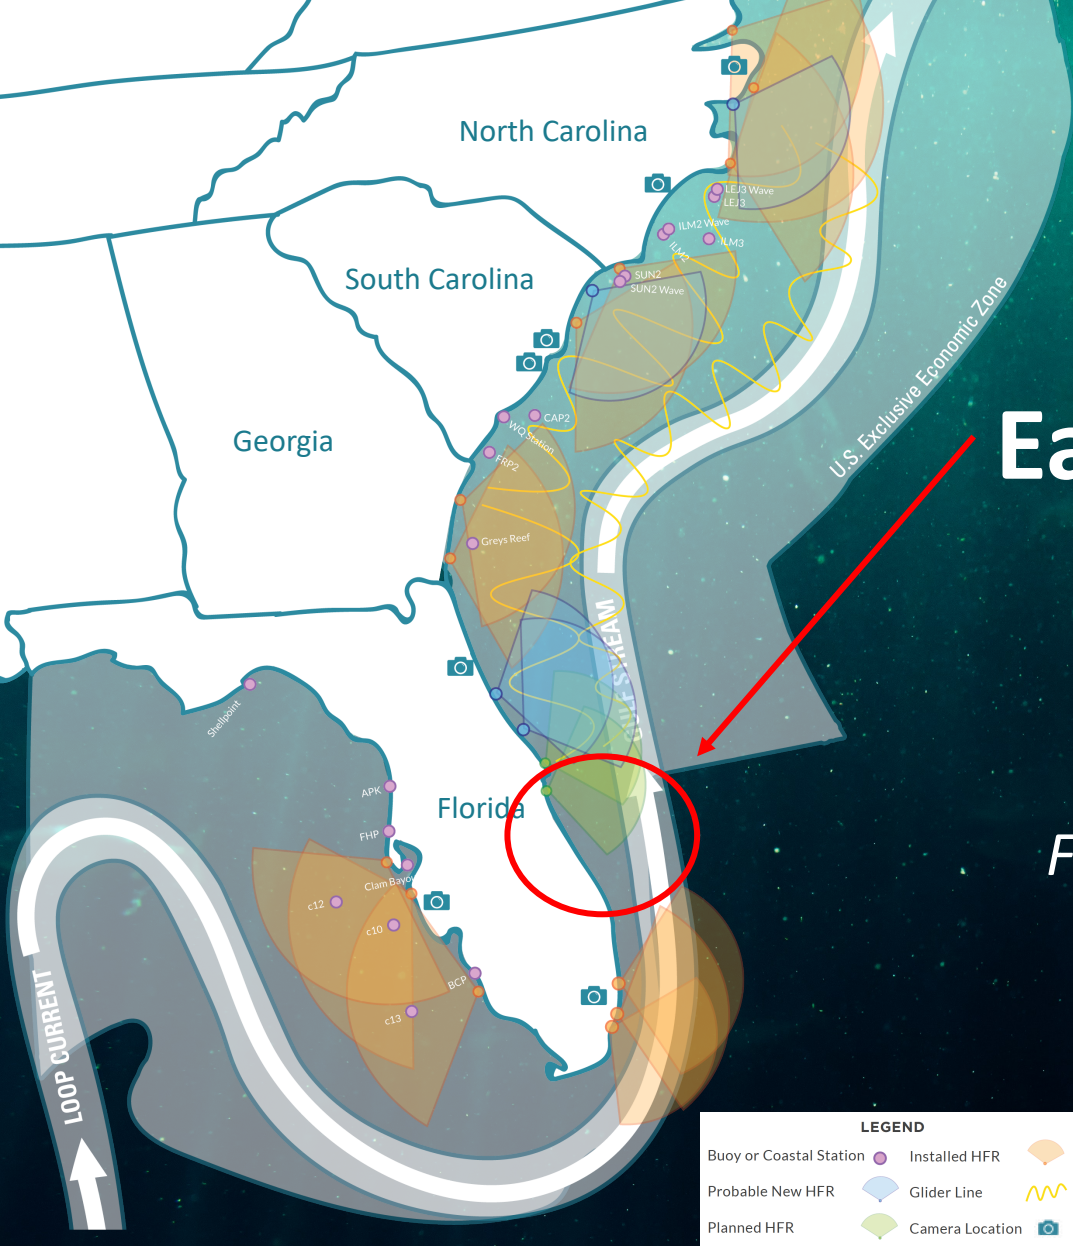 North Carolina
LEJ3 Wave
LEJ3
ILM2 Wave
ILM2
ILM3
South Carolina
SUN2
SUN2 Wave
U.S. Exclusive Economic Zone
Georgia
CAP2
WQ Station
FRP2
Ea
Greys Reef
GULF STREAM
Shellpoint
APK
Florida
FHP
F
Clam Bayou
c12
c10
BCP
c13
LOOP CURRENT
LEGEND
Buoy or Coastal Station
Installed HFR
Probable New HFR
Glider Line
Planned HFR
Camera Location